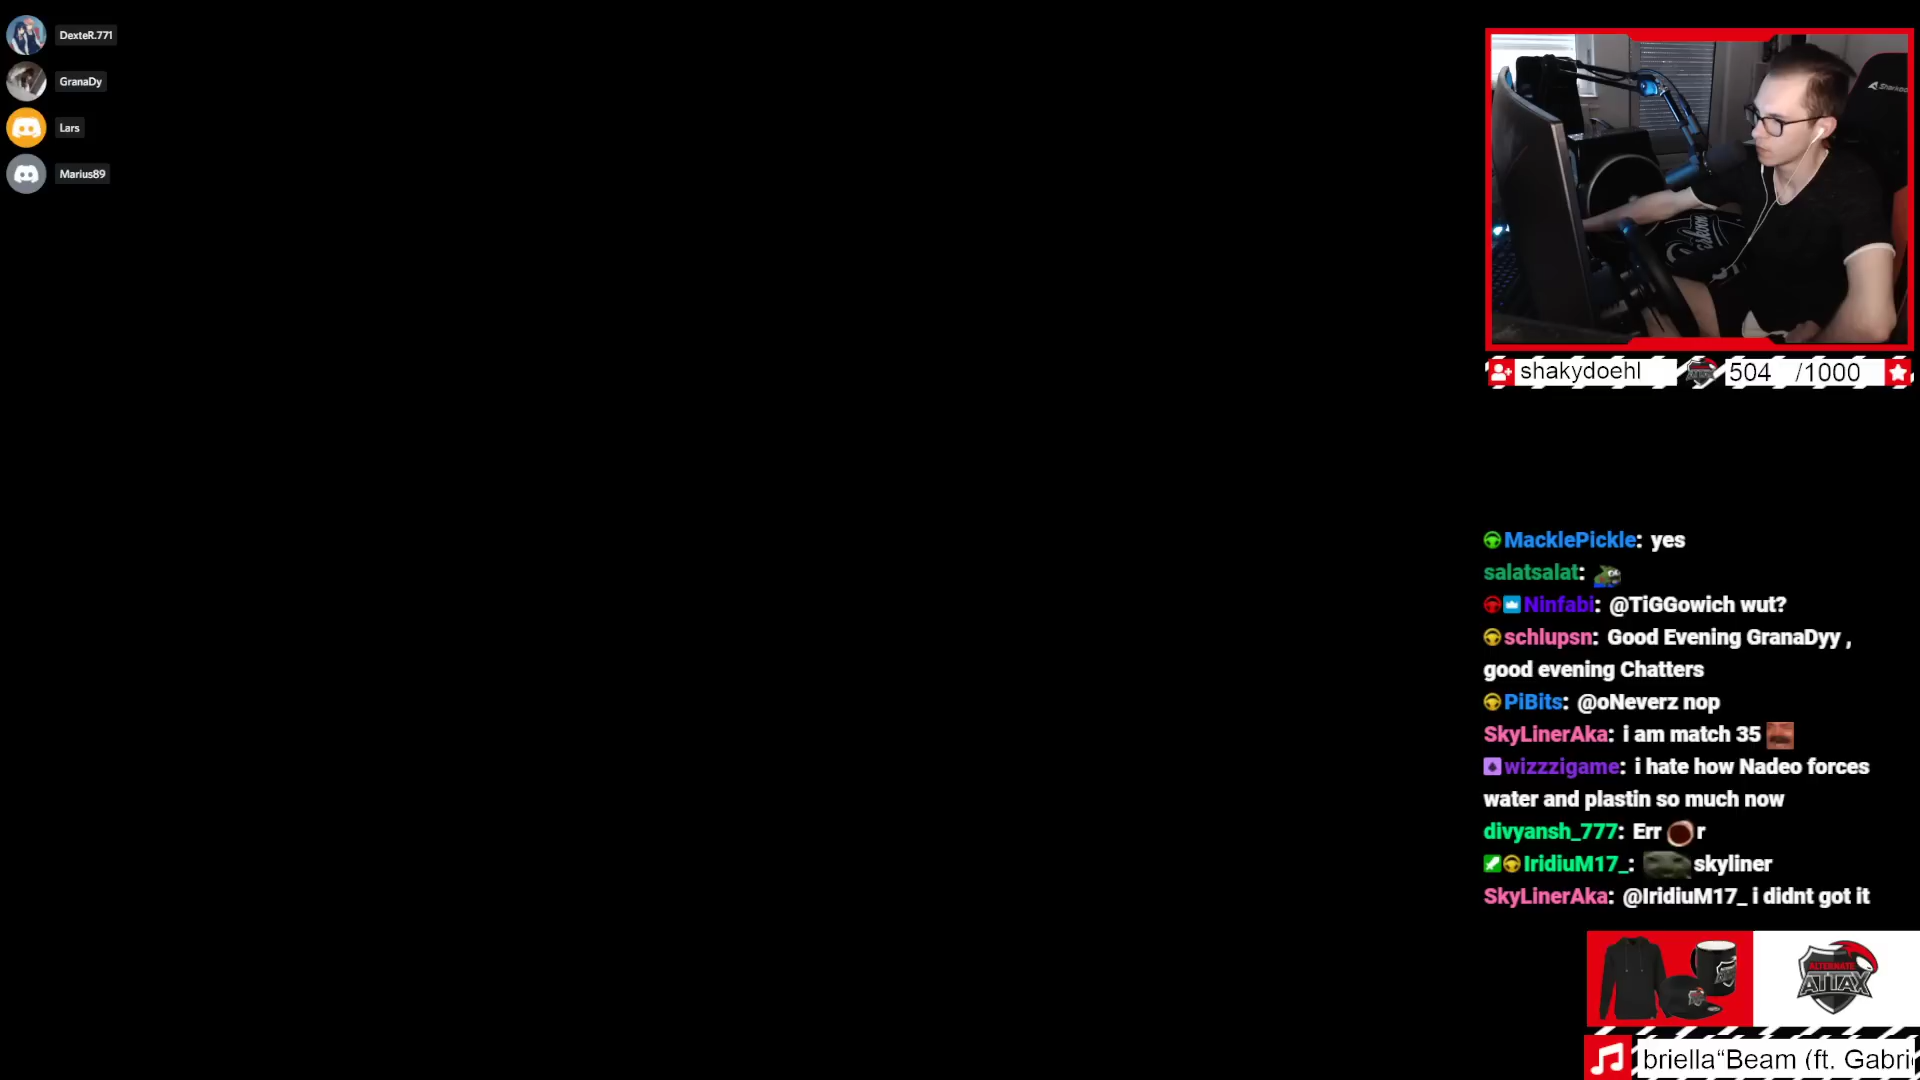 DexteR.771
GranaDy
Lars
Marius89
Sharkoon
shakydoehl
504 /1000
MacklePickle: yes
salatsalat:
Ninfabi: @TiGGowich wut?
schlupsn: Good Evening GranaDyy ,
good evening Chatters
PiBits: @oNeverz nop
SkyLinerAka: i am match 35
wizzzigame: i hate how Nadeo forces
water and plastin so much now
divyansh_777: Err r
IridiuM17_: skyliner
SkyLinerAka: @IridiuM17_ i didnt got it
ALTERNATE
ATTAX
briella“Beam (ft. Gabri